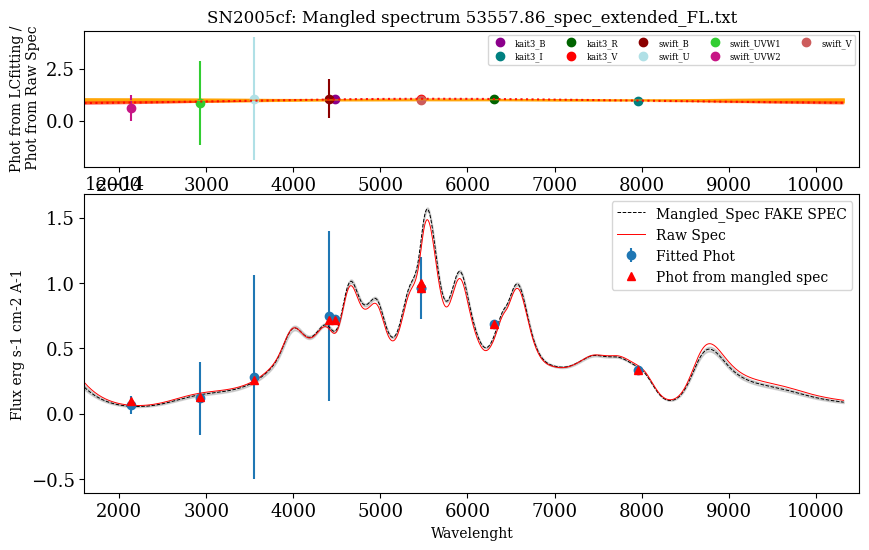 SN2005cf: Mangled spectrum 53557.86_spec_extended_FL.txt
Phot from LCfitting /
Phot from Raw Spec
2.5
0.0
kait3_B kait3_R swift_B swift_UVW1 swift_V
kait3_I kait3_V swift_U swift_UVW2
2000 3000 4000 5000 6000 7000 8000 9000 10000
1e−14
Flux erg s-1 cm-2 A-1
1.5
1.0
0.5
0.0
−0.5
Mangled_Spec FAKE SPEC
Raw Spec
Fitted Phot
Phot from mangled spec
2000 3000 4000 5000 6000 7000 8000 9000 10000
Wavelenght